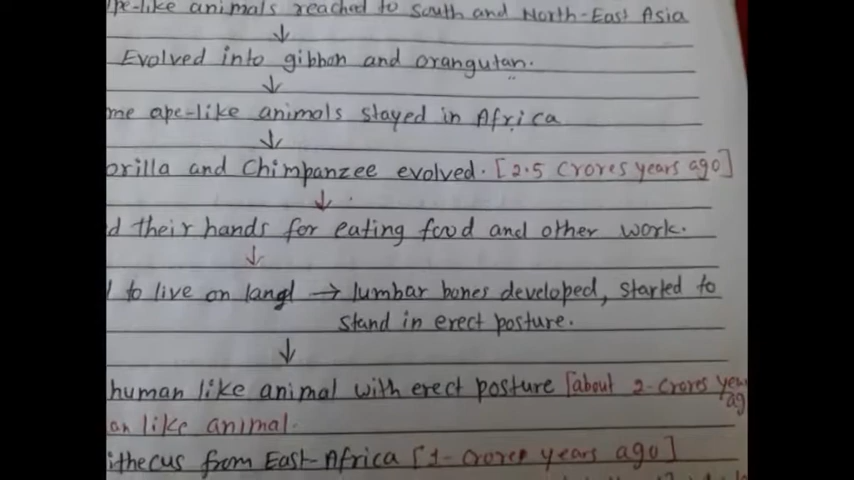 ape-like animals reached to South and North-East Asia
↓
Evolved into gibbon and orangutan.
↓
me ape-like animals stayed in Africa
↓
orilla and Chimpanzee evolved. [2.5 Crores years ago]
↓
d their hands for eating food and other work.
↓
to live on land → lumbar bones developed, started to
stand in erect posture.
↓
human like animal with erect posture [about 2-crores yea
ag
an like animal.
ithecus from East-Africa [1-crores years ago]